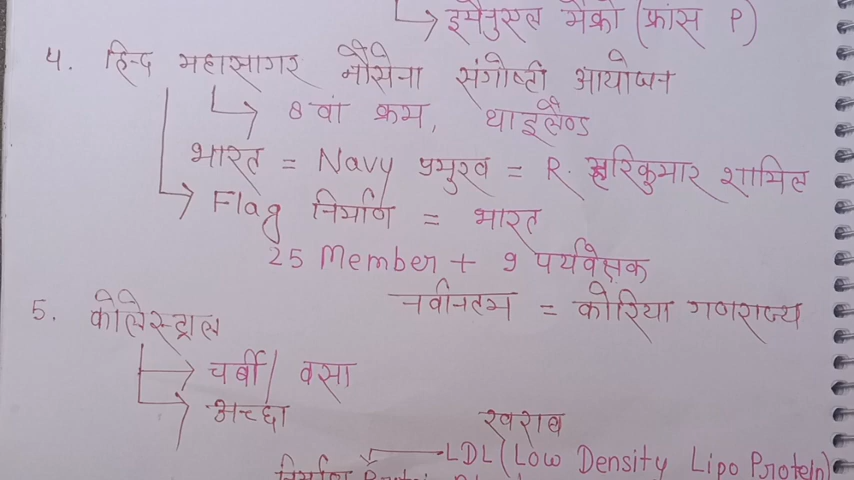 → इमैनुएल मैक्रो (फ्रांस P)
4. हिन्द महासागर नौसेना संगोष्ठी आयोजन
→ 8 वां क्रम, थाइलैण्ड
भारत = Navy प्रमुख = R. हरिकुमार शामिल
→ Flag निर्माण = भारत
25 Member + 9 पर्यवेक्षक
नवीनतम = कोरिया गणराज्य
5. कोलेस्ट्राल
→ चर्बी / वसा
→ अच्छा खराब
LDL (Low Density Lipo Protein)
निर्माण